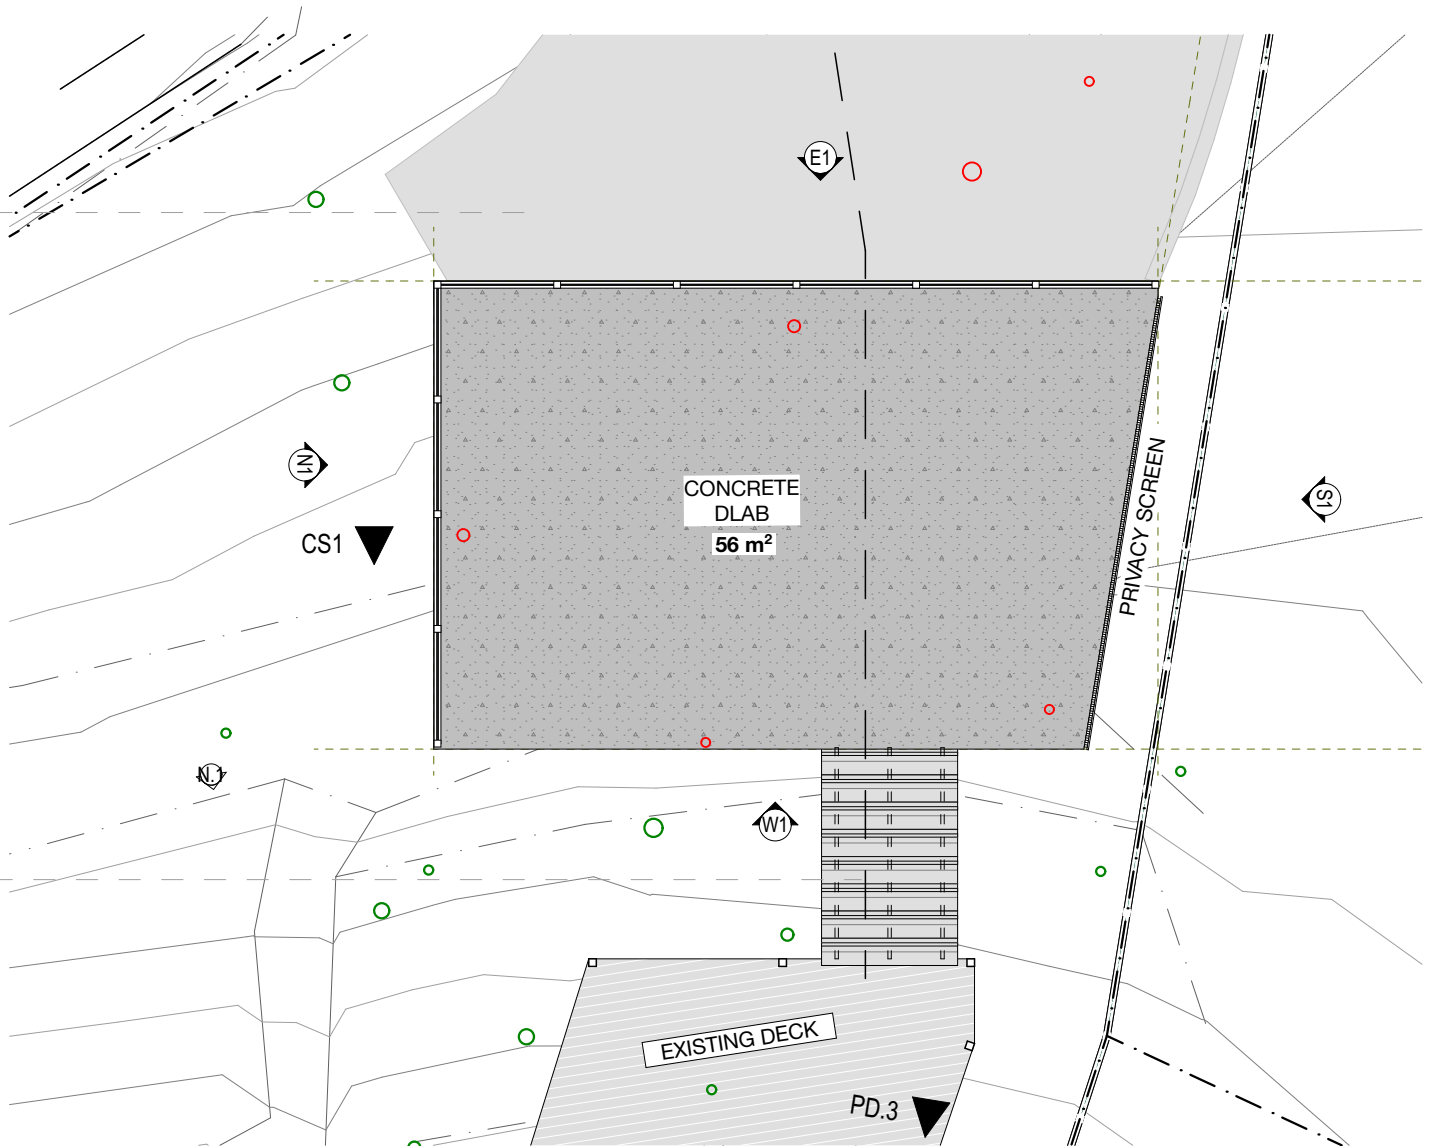 E1
N1
CONCRETE
DLAB
56 m²
CS1
PRIVACY SCREEN
S1
N.1
W1
EXISTING DECK
PD.3